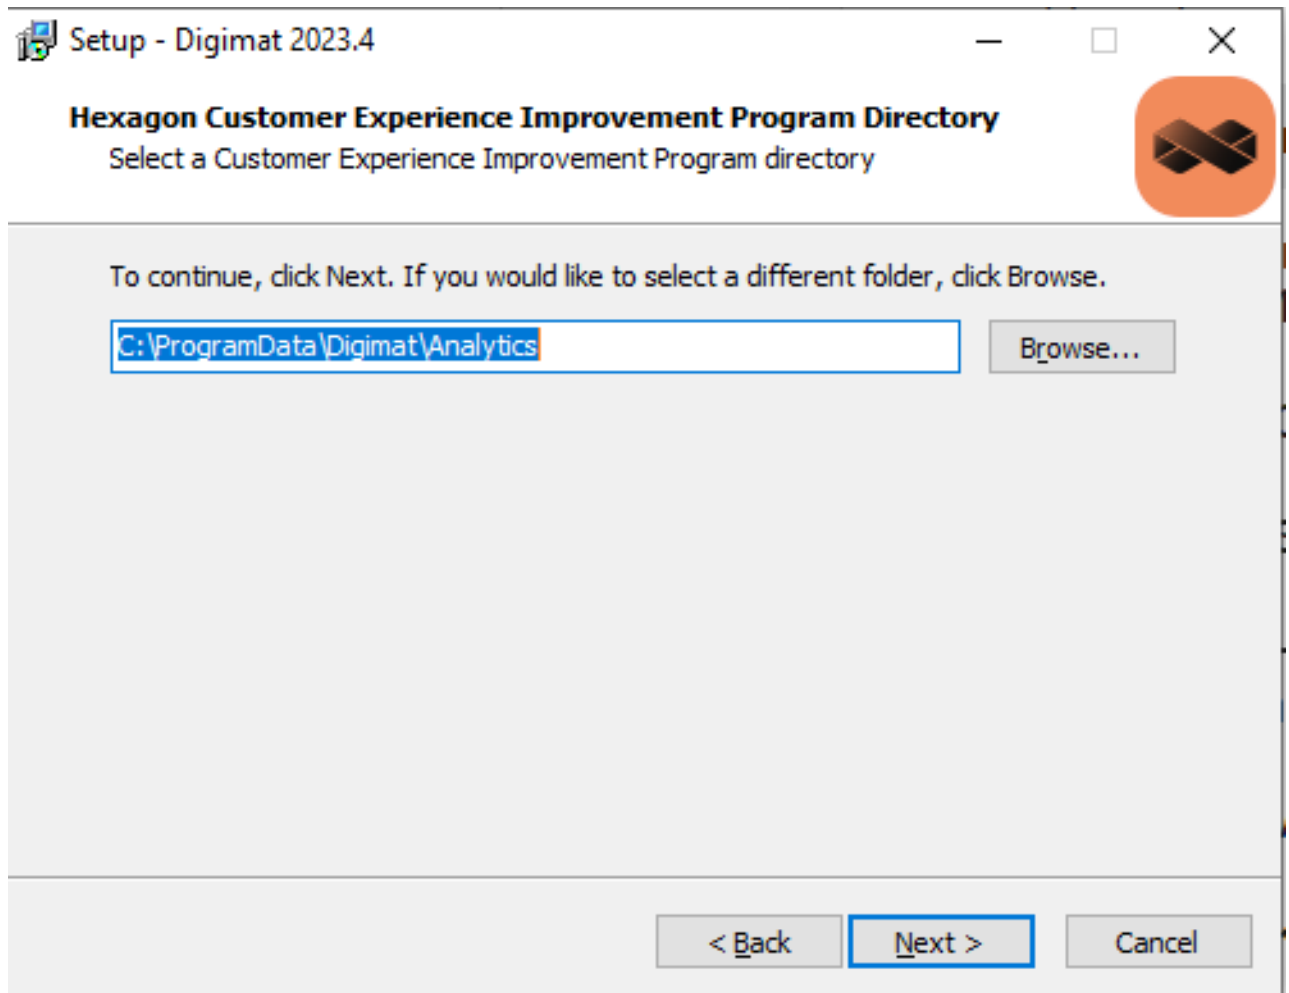 Setup - Digimat 2023.4
Hexagon Customer Experience Improvement Program Directory
Select a Customer Experience Improvement Program directory
To continue, click Next. If you would like to select a different folder, click Browse.
C:\ProgramData\Digimat\Analytics
Browse...
< Back
Next >
Cancel